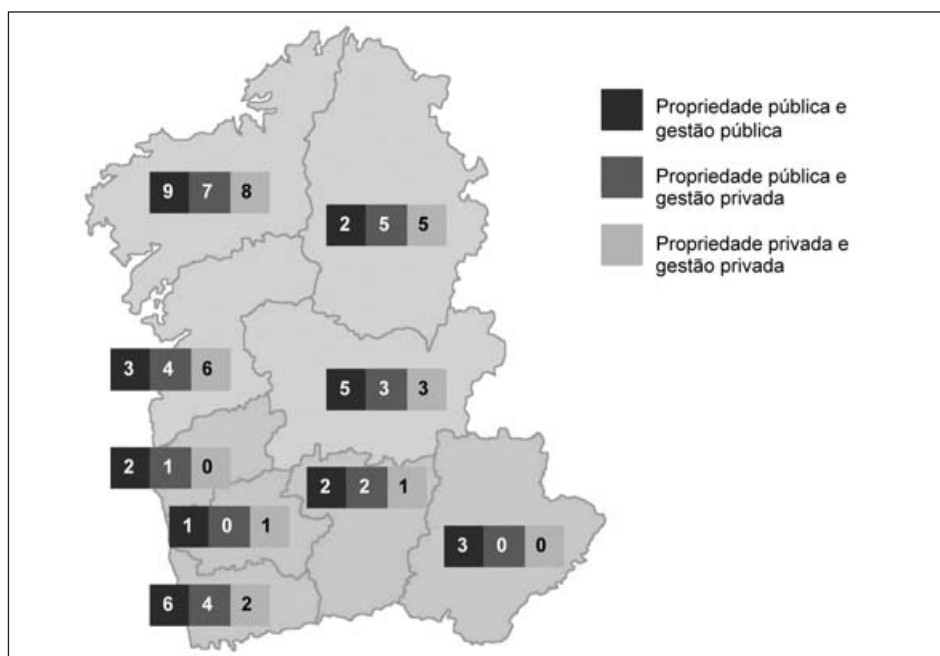 Propriedade pública e
gestão pública
Propriedade pública e
gestão privada
Propriedade privada e
gestão privada
9 7 8
2 5 5
3 4 6
5 3 3
2 1 0
2 2 1
1 0 1
3 0 0
6 4 2